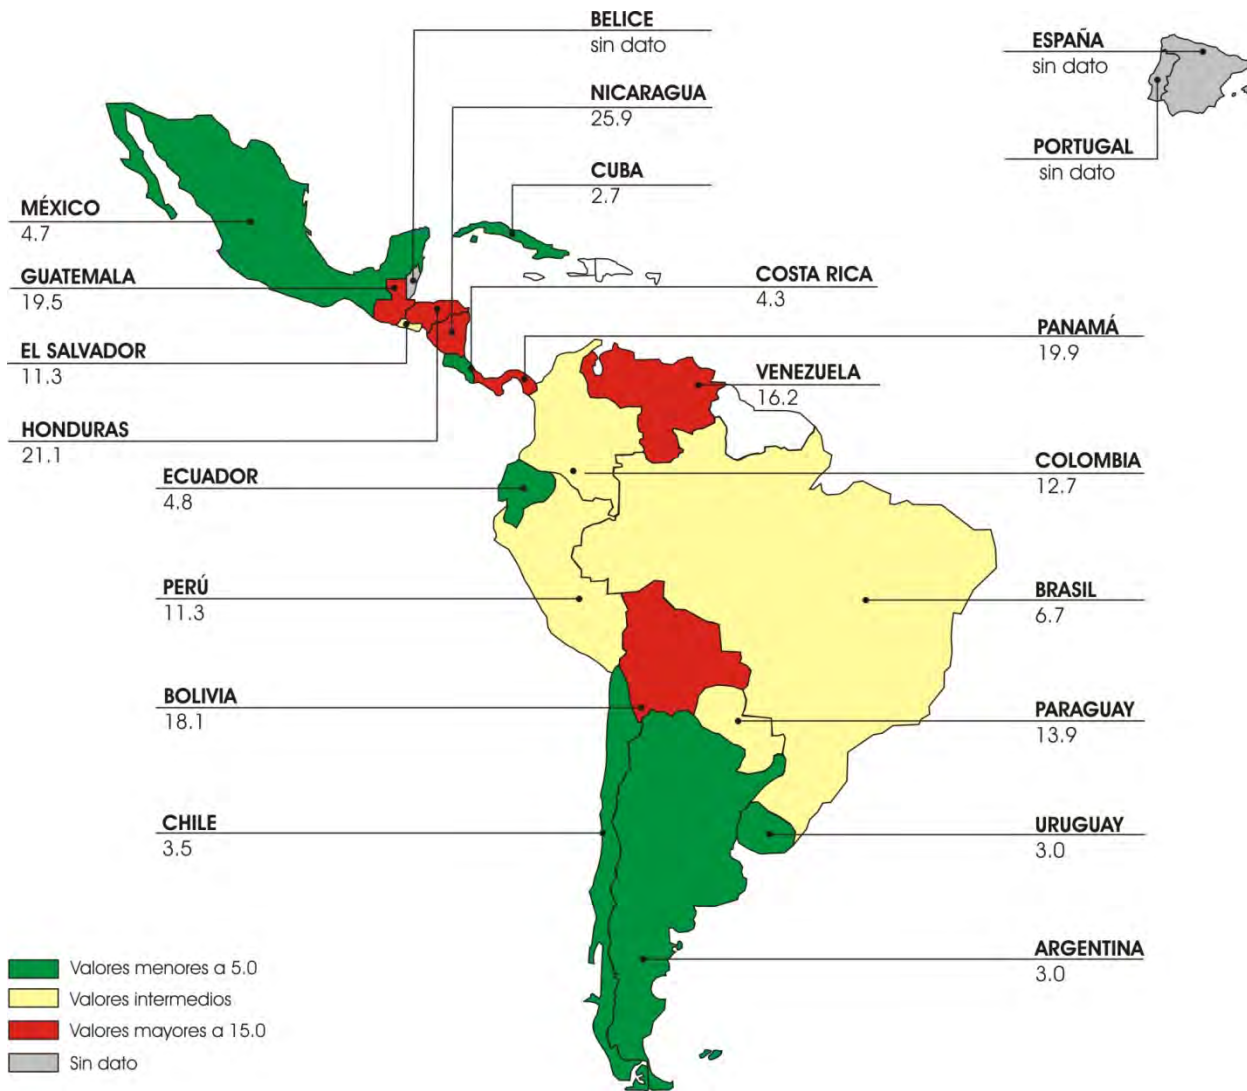 BELICE
sin dato
ESPAÑA
sin dato
NICARAGUA
25.9
PORTUGAL
sin dato
CUBA
2.7
MÉXICO
4.7
GUATEMALA
19.5
COSTA RICA
4.3
PANAMÁ
19.9
EL SALVADOR
11.3
VENEZUELA
16.2
HONDURAS
21.1
COLOMBIA
12.7
ECUADOR
4.8
PERÚ
11.3
BRASIL
6.7
BOLIVIA
18.1
PARAGUAY
13.9
CHILE
3.5
URUGUAY
3.0
ARGENTINA
3.0
Valores menores a 5.0
Valores intermedios
Valores mayores a 15.0
Sin dato